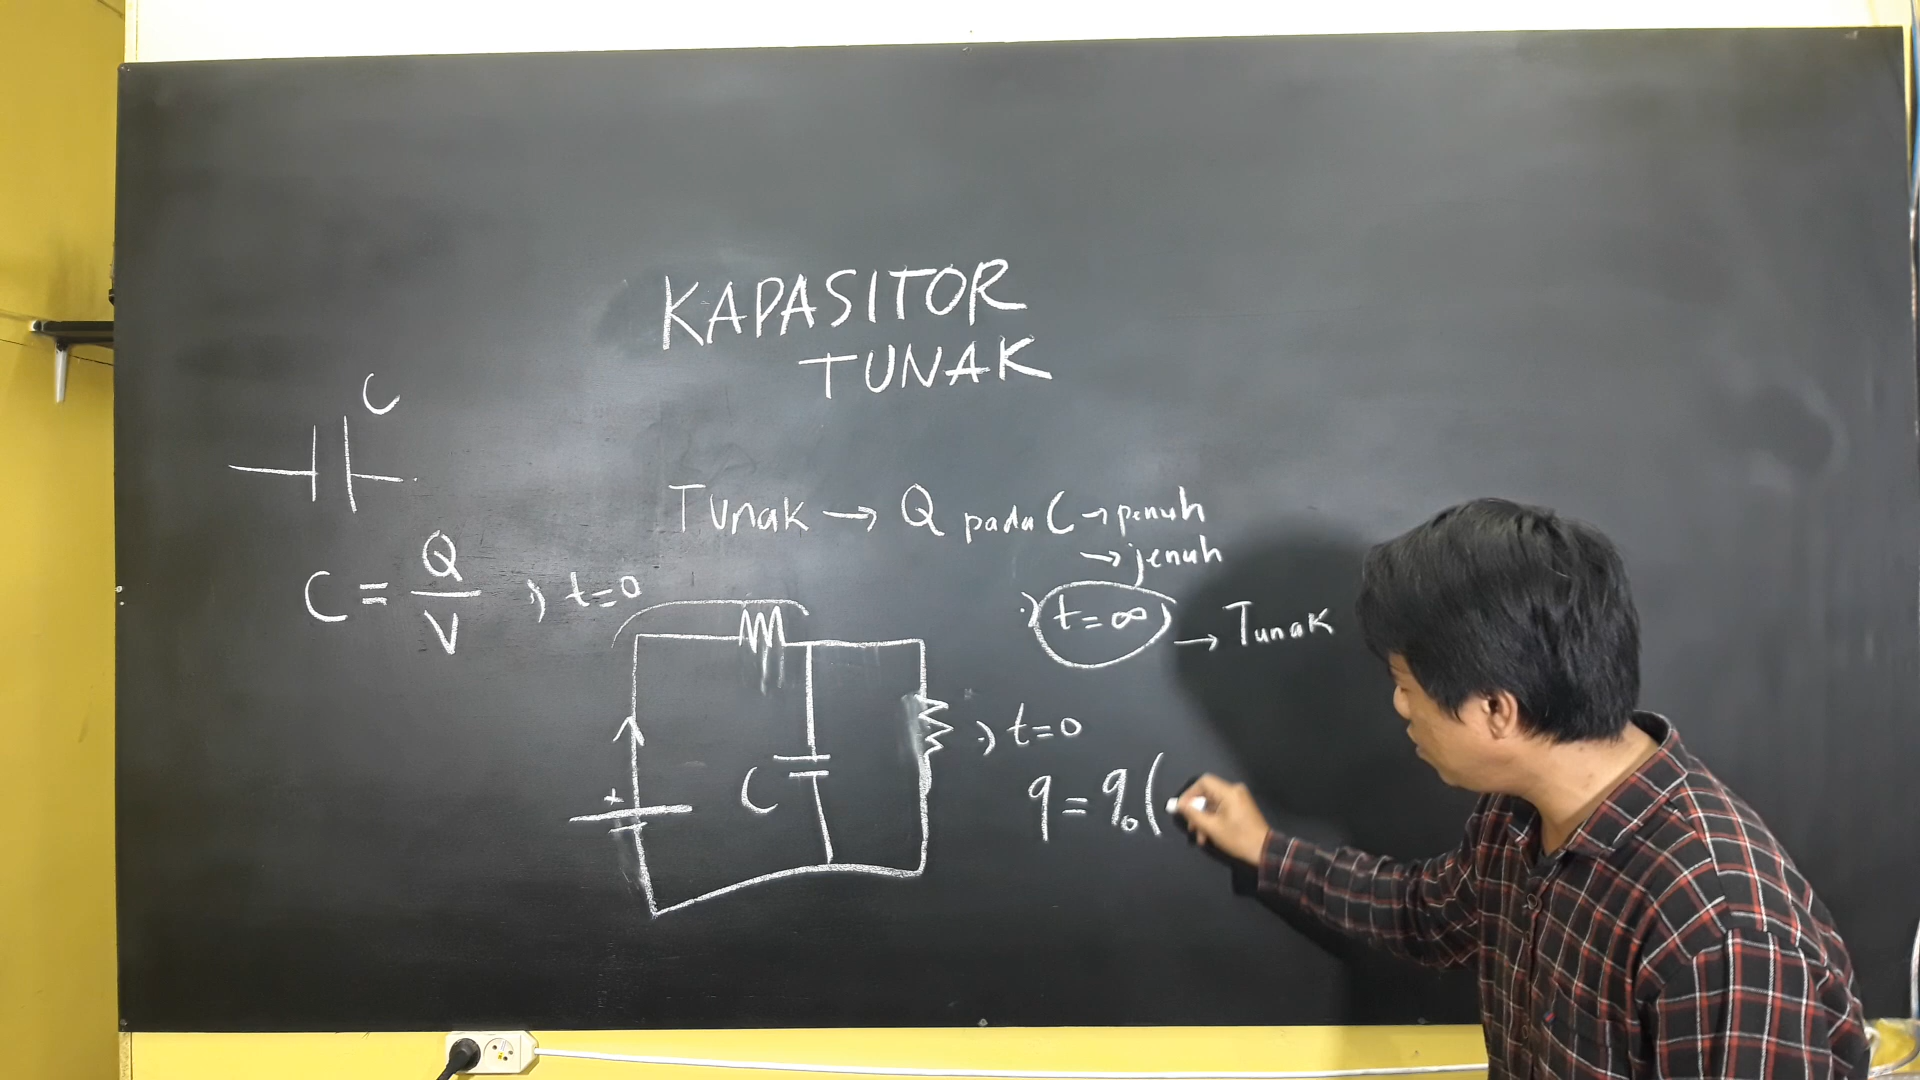 KAPASITOR
TUNAK
C
Tunak → Q pada C → penuh
→ jenuh
C = Q/V
·) t=0
·) t=∞ → Tunak
+
C
·) t=0
q = q₀(